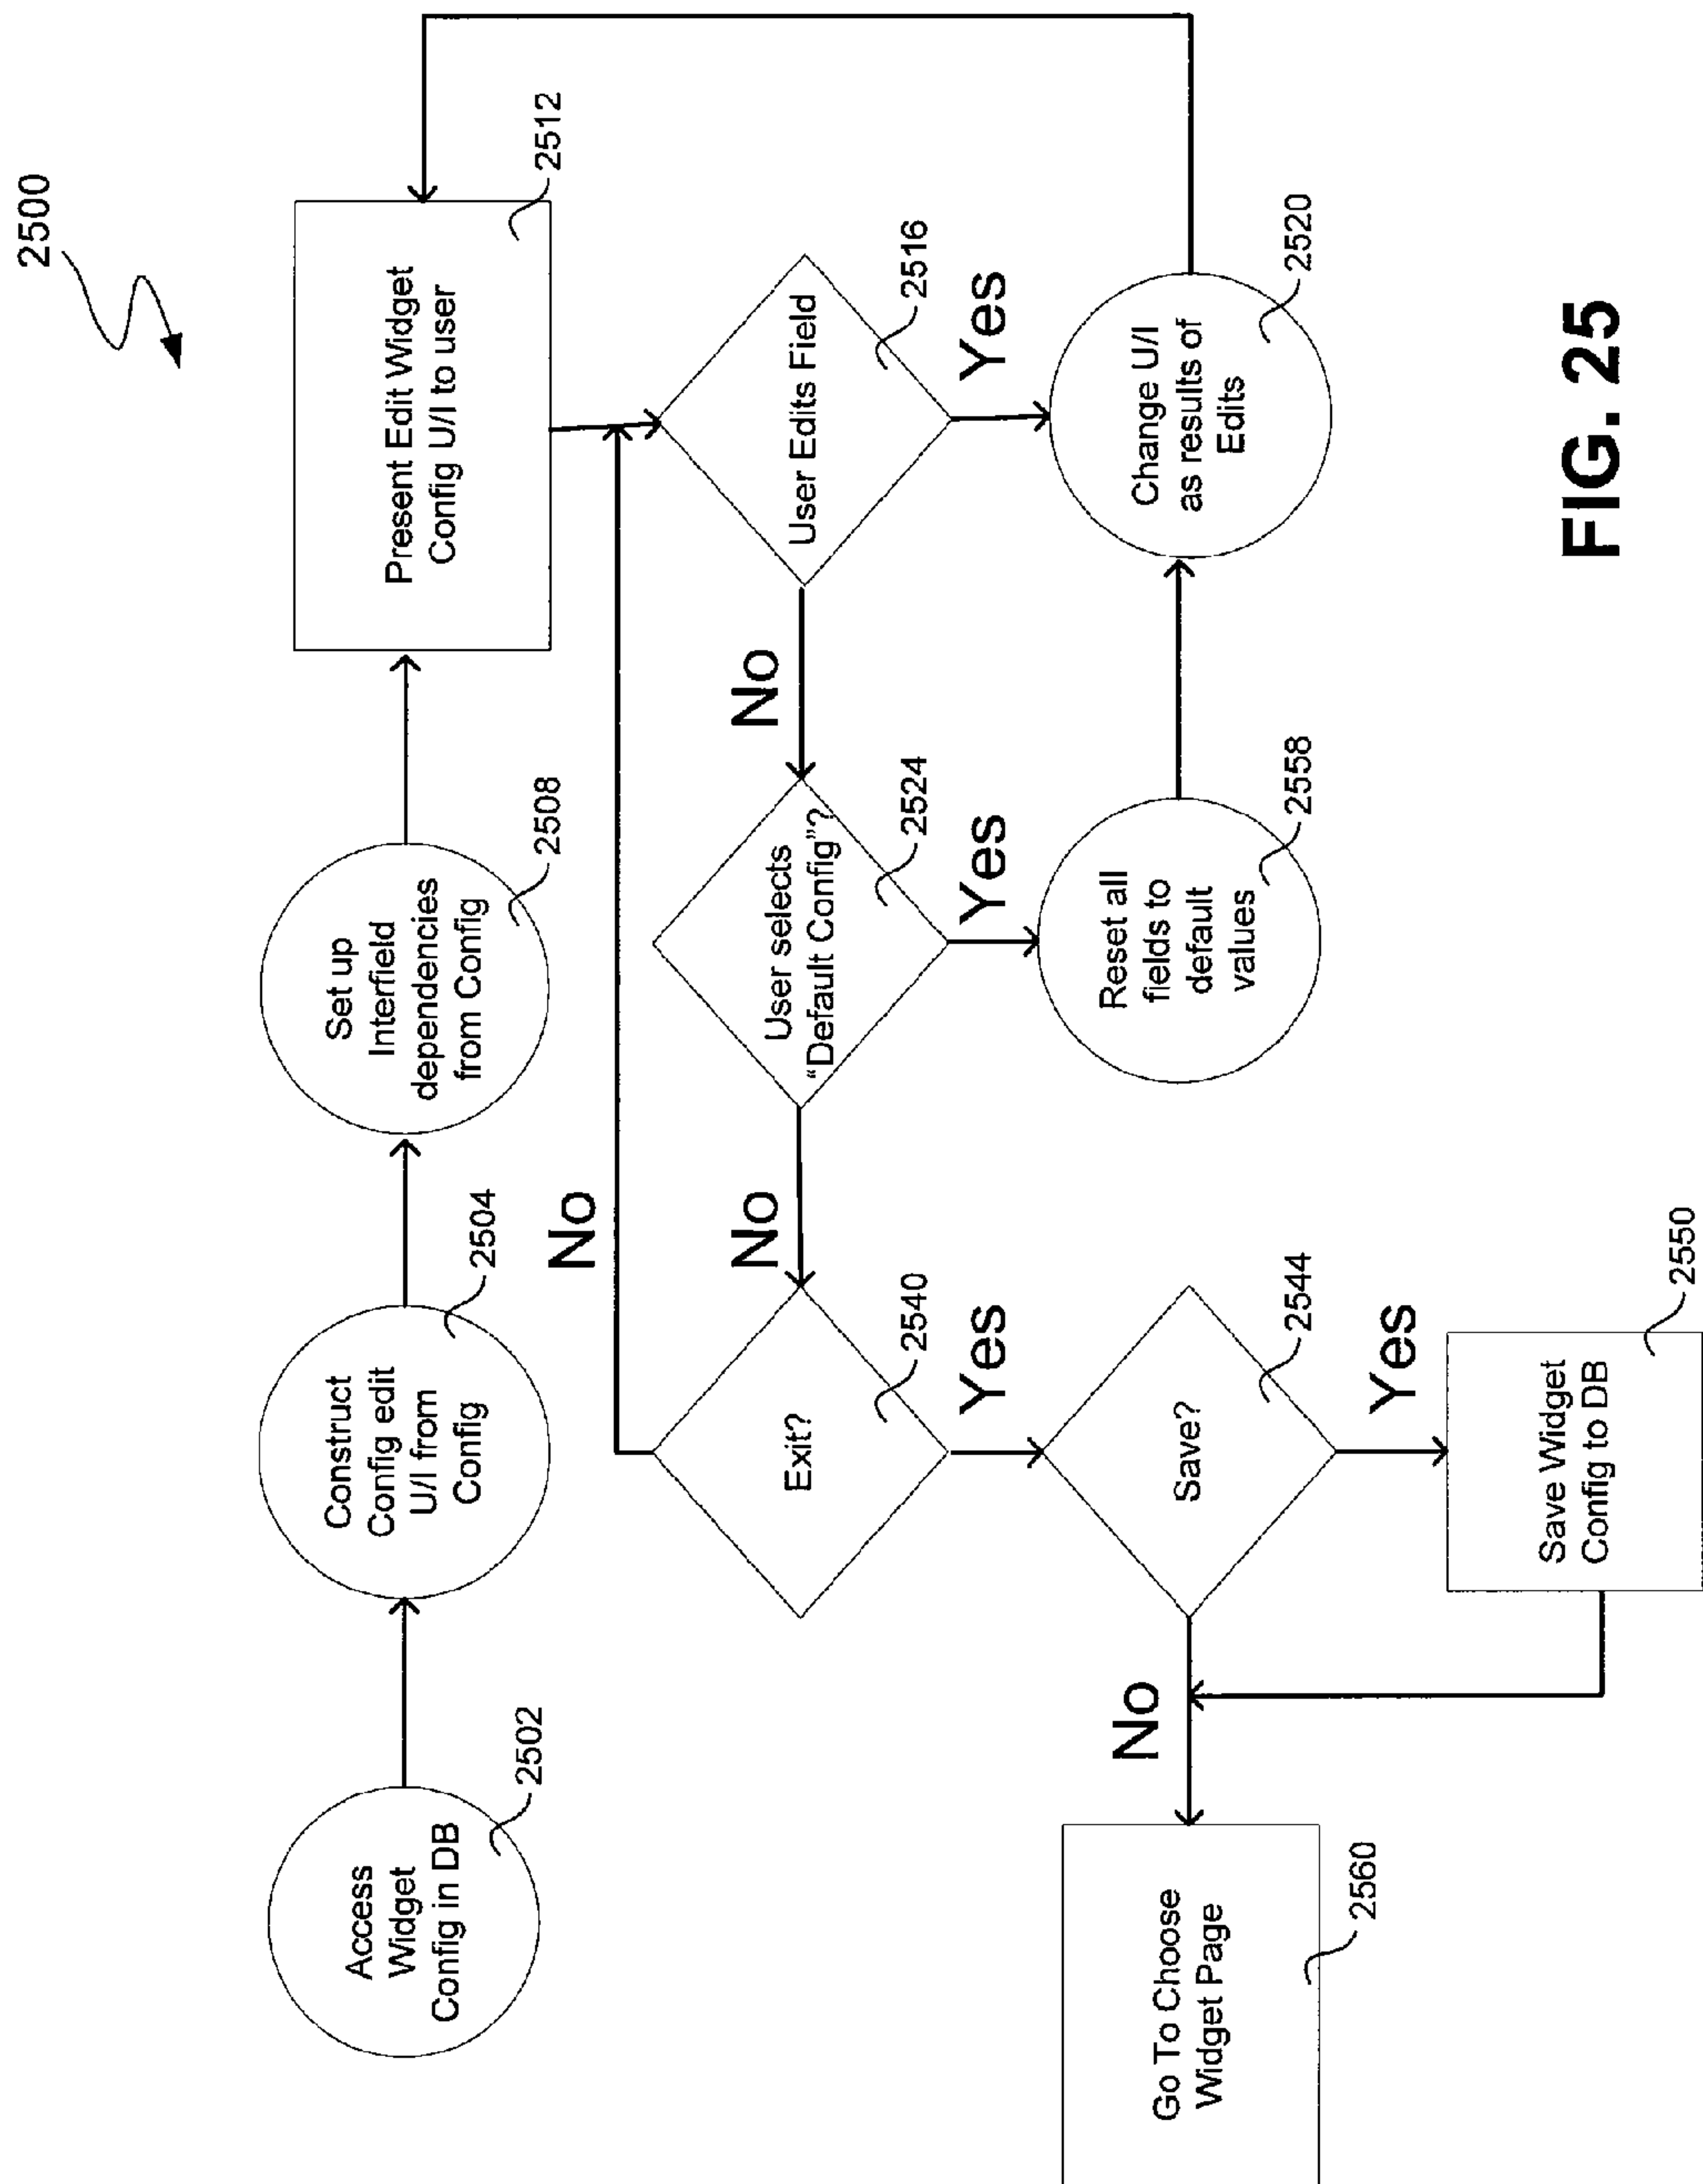 2500
Access
Widget
Config in DB
2502
Construct
Config edit
U/I from
Config
2504
Set up
Interfield
dependencies
from Config
2508
Present Edit Widget
Config U/I to user
2512
No
Exit?
2540
No
User selects
“Default Config”?
2524
No
User Edits Field
2516
Yes
Yes
Yes
Save?
2544
Reset all
fields to
default
values
2558
Change U/I
as results of
Edits
2520
No
Yes
Go To Choose
Widget Page
2560
Save Widget
Config to DB
2550
FIG. 25